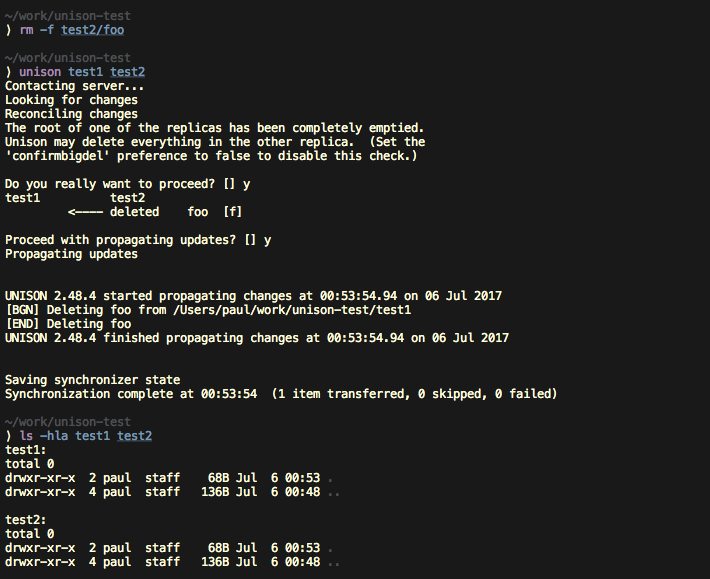 ~/work/unison-test
) rm -f test2/foo
~/work/unison-test
) unison test1 test2
Contacting server...
Looking for changes
Reconciling changes
The root of one of the replicas has been completely emptied.
Unison may delete everything in the other replica.  (Set the
'confirmbigdel' preference to false to disable this check.)
Do you really want to proceed? [] y
test1          test2
         <---- deleted    foo  [f]
Proceed with propagating updates? [] y
Propagating updates
UNISON 2.48.4 started propagating changes at 00:53:54.94 on 06 Jul 2017
[BGN] Deleting foo from /Users/paul/work/unison-test/test1
[END] Deleting foo
UNISON 2.48.4 finished propagating changes at 00:53:54.94 on 06 Jul 2017
Saving synchronizer state
Synchronization complete at 00:53:54  (1 item transferred, 0 skipped, 0 failed)
~/work/unison-test
) ls -hla test1 test2
test1:
total 0
drwxr-xr-x  2 paul  staff    68B Jul  6 00:53 .
drwxr-xr-x  4 paul  staff   136B Jul  6 00:48 ..
test2:
total 0
drwxr-xr-x  2 paul  staff    68B Jul  6 00:53 .
drwxr-xr-x  4 paul  staff   136B Jul  6 00:48 ..